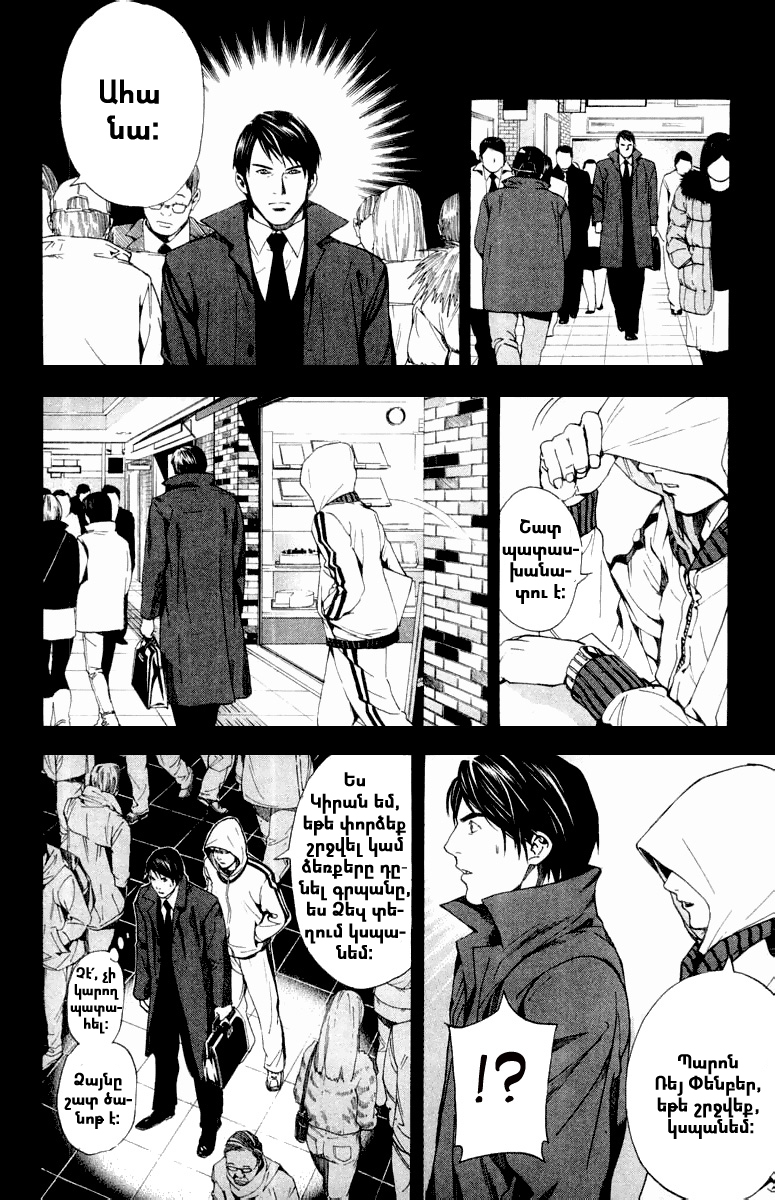 Ահա
նա:
Շատ
պատաս-
խանա-
տու է:
Պարոն
Ռեյ Փենբեր,
եթե շրջվեք,
կսպանեմ:
!?
Ես
Կիրան եմ,
եթե փորձեք
շրջվել կամ
ձեռքերը դը-
նել գրպանը,
ես Ձեզ տե-
ղում կսպա-
նեմ:
Չէ՛, չի
կարող
պատա-
հել:
Ձայնը
շատ ծա-
նոթ է: